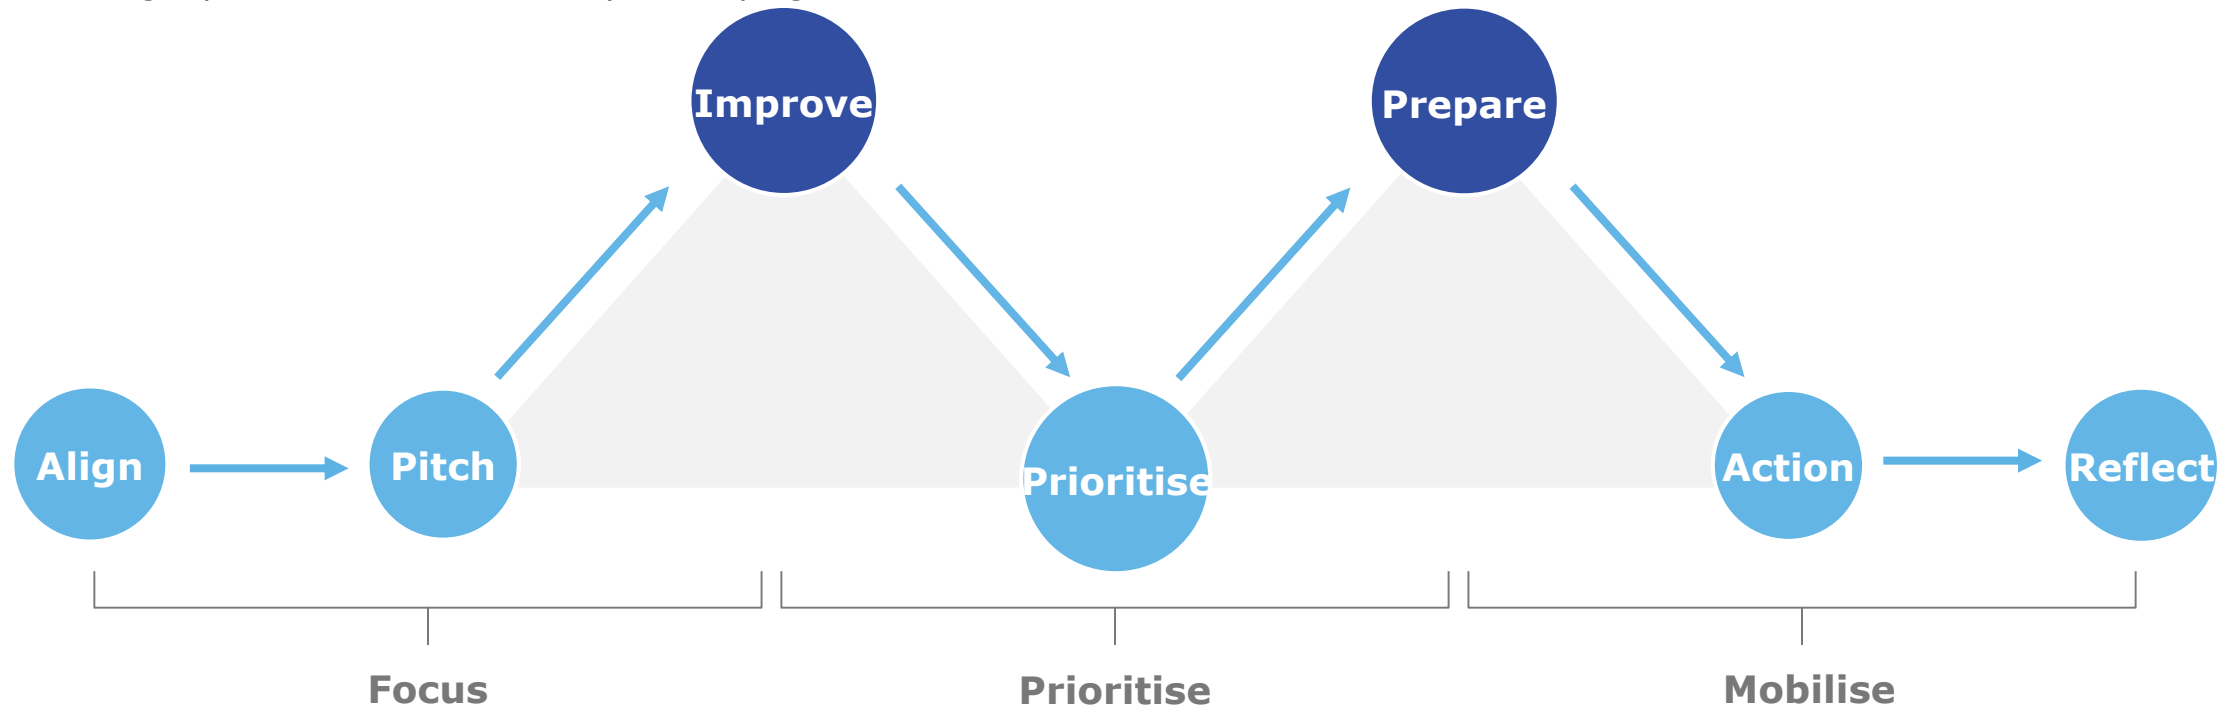 Improve
Prepare
Align
Pitch
Prioritise
Action
Reflect
Focus
Prioritise
Mobilise